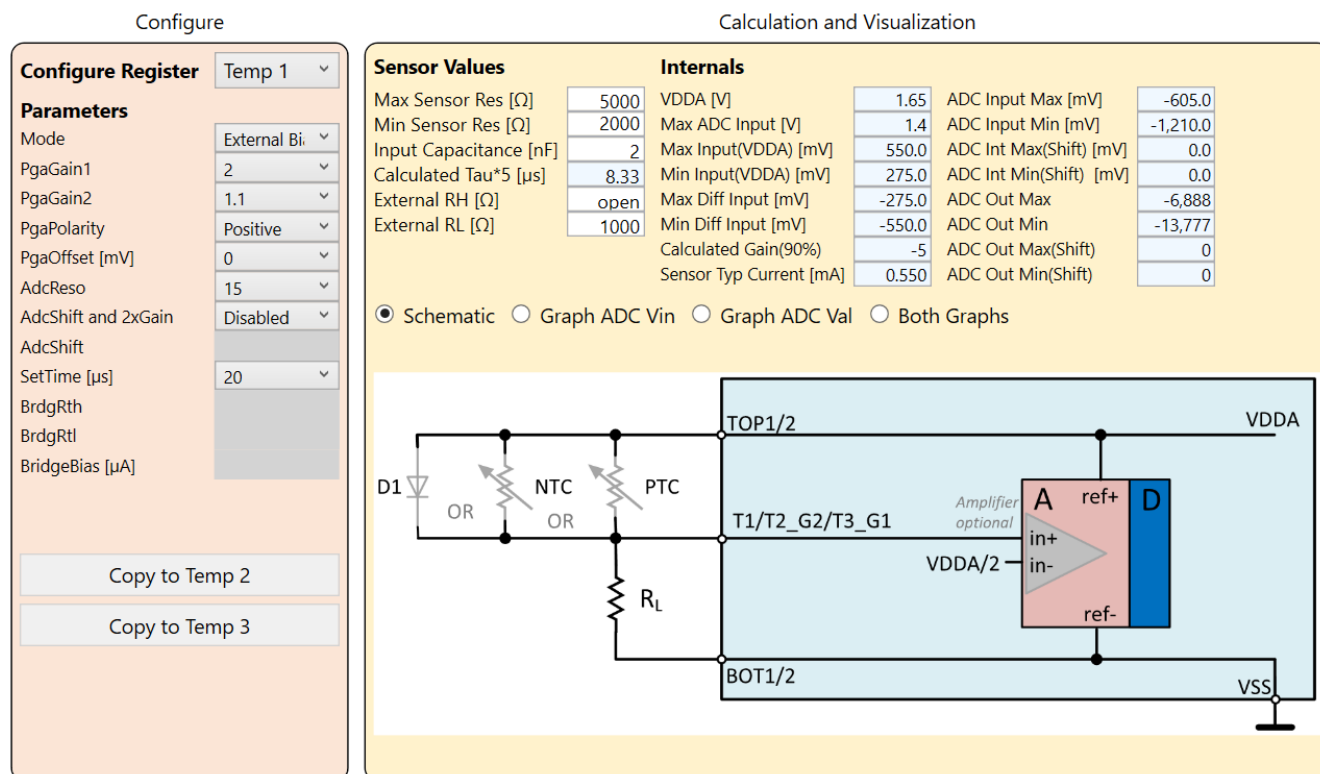 Configure
Calculation and Visualization
Configure Register Temp 1
Parameters
Mode External Bi
PgaGain1 2
PgaGain2 1.1
PgaPolarity Positive
PgaOffset [mV] 0
AdcReso 15
AdcShift and 2xGain Disabled
AdcShift
SetTime [µs] 20
BrdgRth
BrdgRtl
BridgeBias [µA]
Copy to Temp 2
Copy to Temp 3
Sensor Values
Max Sensor Res [Ω] 5000
Min Sensor Res [Ω] 2000
Input Capacitance [nF] 2
Calculated Tau*5 [µs] 8.33
External RH [Ω] open
External RL [Ω] 1000
Internals
VDDA [V] 1.65
Max ADC Input [V] 1.4
Max Input(VDDA) [mV] 550.0
Min Input(VDDA) [mV] 275.0
Max Diff Input [mV] -275.0
Min Diff Input [mV] -550.0
Calculated Gain(90%) -5
Sensor Typ Current [mA] 0.550
ADC Input Max [mV] -605.0
ADC Input Min [mV] -1,210.0
ADC Int Max(Shift) [mV] 0.0
ADC Int Min(Shift) [mV] 0.0
ADC Out Max -6,888
ADC Out Min -13,777
ADC Out Max(Shift) 0
ADC Out Min(Shift) 0
Schematic Graph ADC Vin Graph ADC Val Both Graphs
TOP1/2
VDDA
D1
OR
NTC
OR
PTC
T1/T2_G2/T3_G1
Amplifier
optional
A
ref+
D
in+
VDDA/2
in-
RL
ref-
BOT1/2
VSS